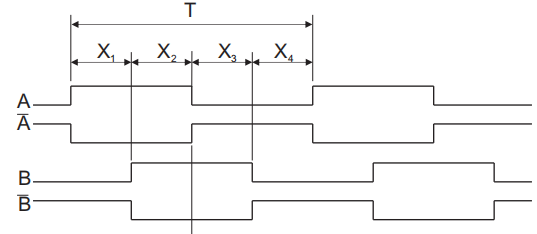 T
X₁ X₂ X₃ X₄
A
A̅
B
B̅